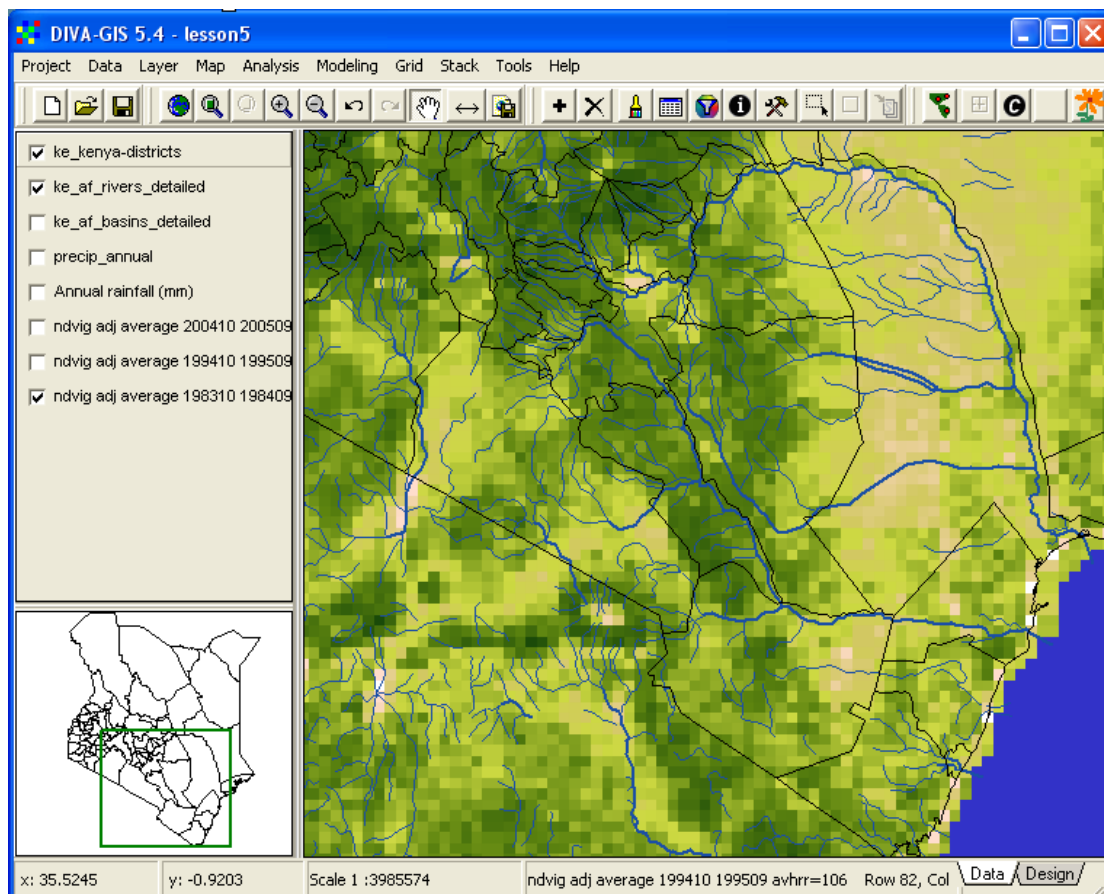 DIVA-GIS 5.4 - lesson5
Project Data Layer Map Analysis Modeling Grid Stack Tools Help
ke_kenya-districts
ke_af_rivers_detailed
ke_af_basins_detailed
precip_annual
Annual rainfall (mm)
ndvig adj average 200410 200509
ndvig adj average 199410 199509
ndvig adj average 198310 198409
x: 35.5245 y: -0.9203 Scale 1 :3985574 ndvig adj average 199410 199509 avhrr=106 Row 82, Col Data Design